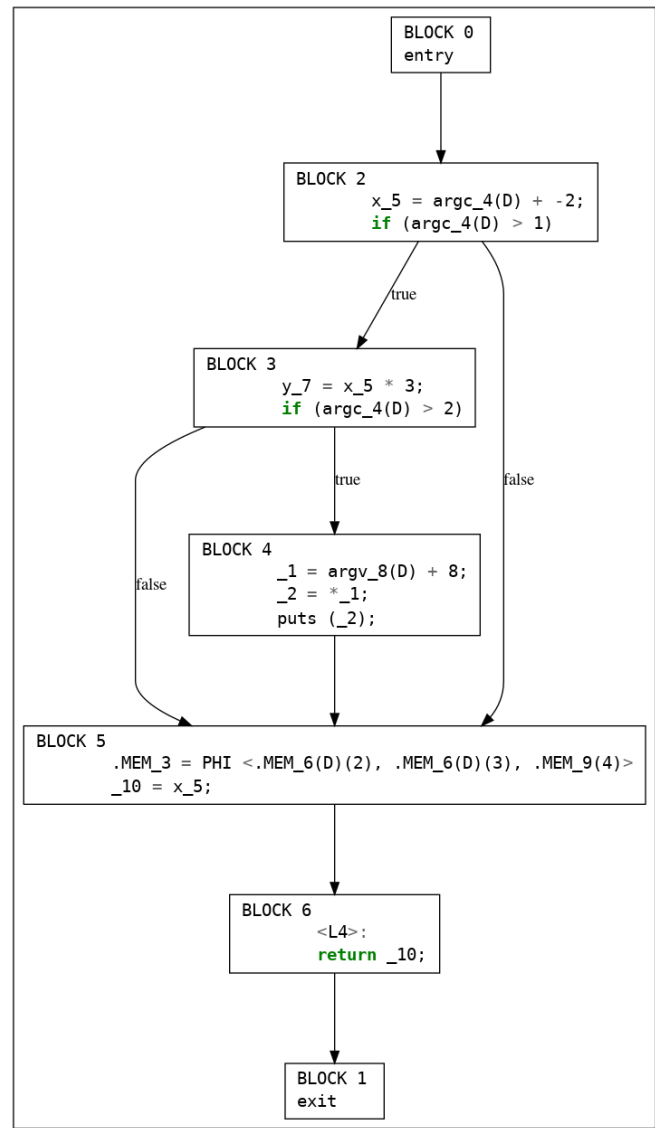 BLOCK 0
entry
BLOCK 2
x_5 = argc_4(D) + -2;
if (argc_4(D) > 1)
true
BLOCK 3
y_7 = x_5 * 3;
if (argc_4(D) > 2)
false
true
false
BLOCK 4
_1 = argv_8(D) + 8;
_2 = *_1;
puts (_2);
BLOCK 5
.MEM_3 = PHI <.MEM_6(D)(2), .MEM_6(D)(3), .MEM_9(4)>
_10 = x_5;
BLOCK 6
<L4>:
return _10;
BLOCK 1
exit